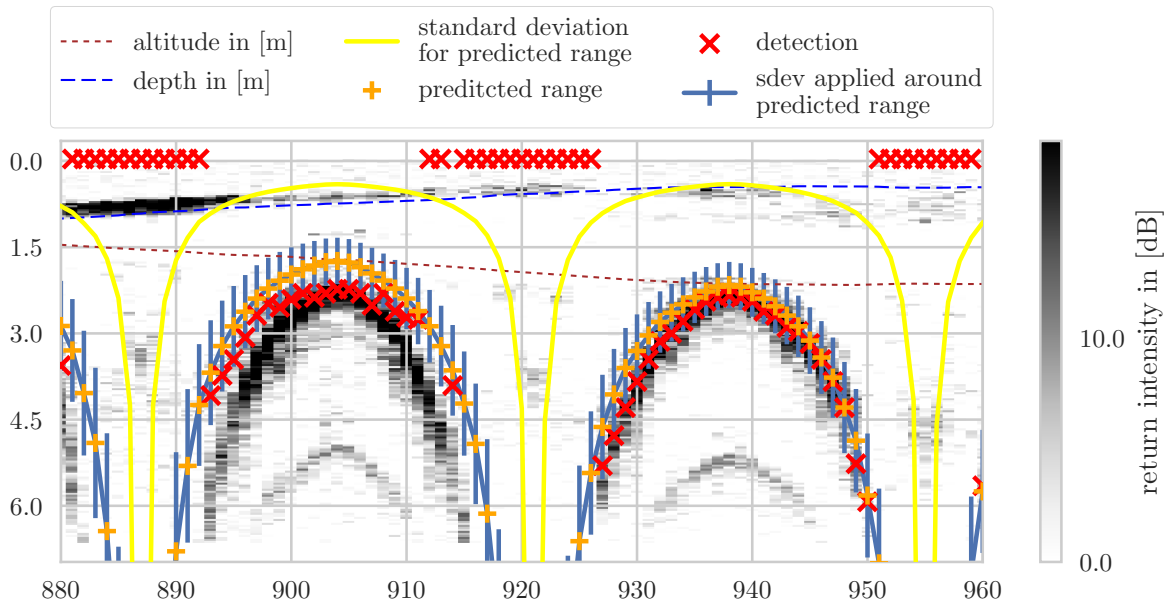 altitude in [m]
depth in [m]
standard deviation
for predicted range
preditcted range
detection
sdev applied around
predicted range
0.0
1.5
3.0
4.5
6.0
880
890
900
910
920
930
940
950
960
10.0
0.0
return intensity in [dB]